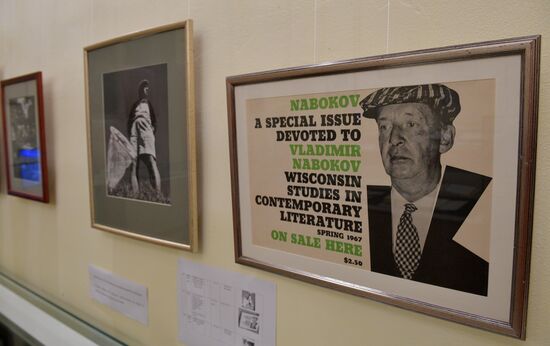 NABOKOV
A SPECIAL ISSUE
DEVOTED TO
VLADIMIR
NABOKOV
WISCONSIN
STUDIES IN
CONTEMPORARY
LITERATURE
SPRING 1967
ON SALE HERE
$2.50